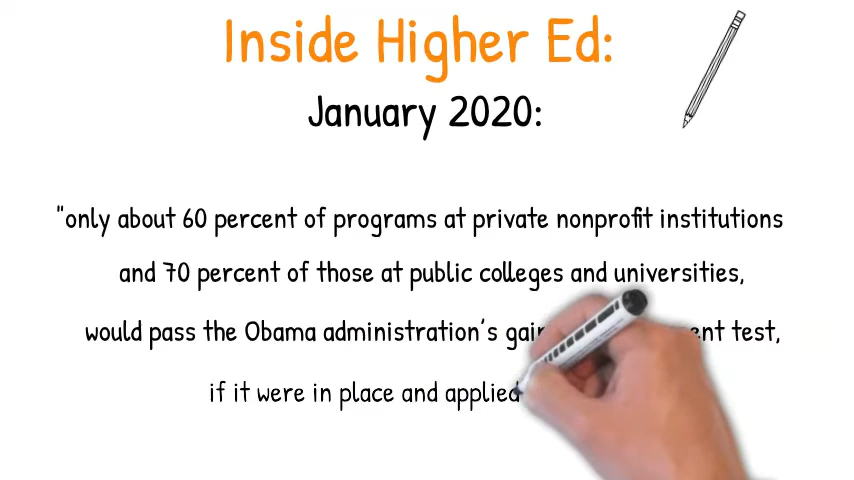 Inside Higher Ed:
January 2020:
"only about 60 percent of programs at private nonprofit institutions
and 70 percent of those at public colleges and universities,
would pass the Obama administration's test,
if it were in place and applied